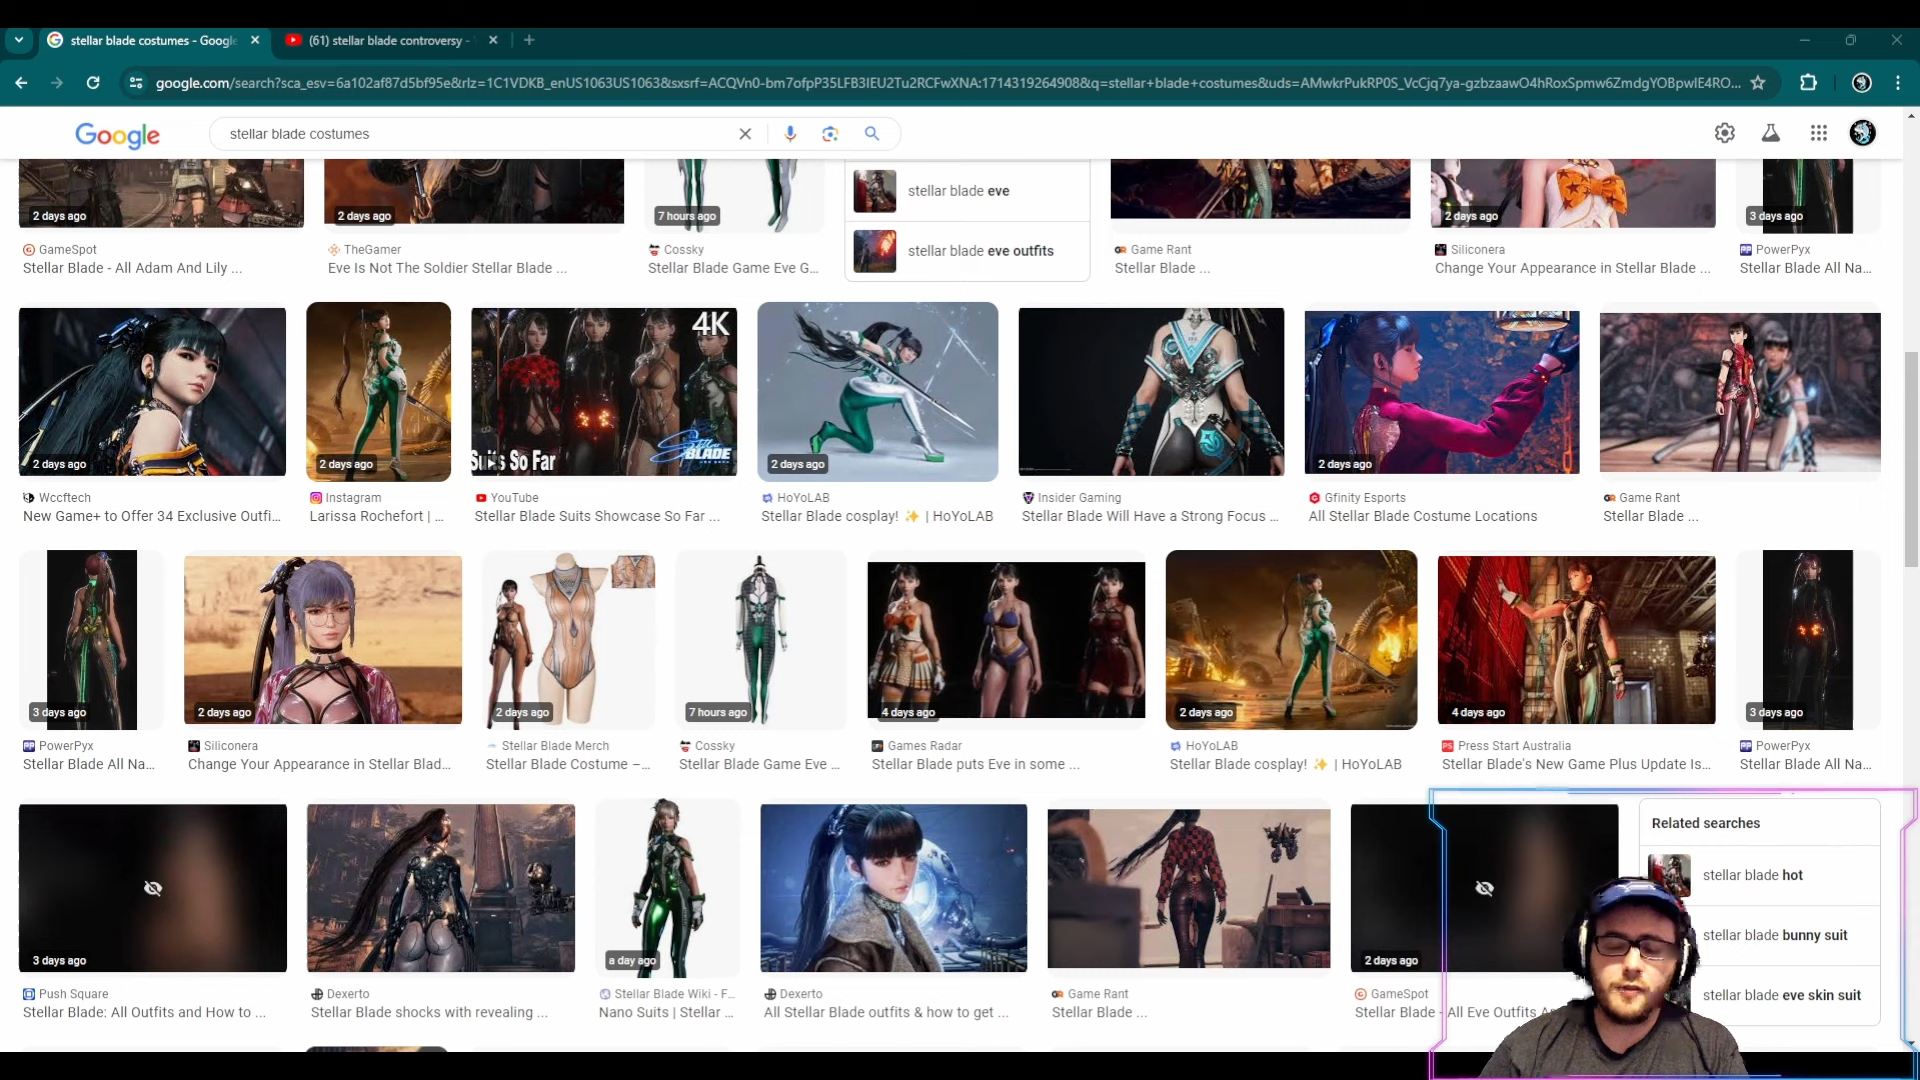 stellar blade costumes - Google
(61) stellar blade controversy -
google.com/search?sca_esv=6a102af87d5bf95e&rlz=1C1VDKB_enUS1063US1063&sxsrf=ACQVn0-bm7ofpP35LFB3IEU2Tu2RCFwXNA:1714319264908&q=stellar+blade+costumes&uds=AMwkrPukRP0S_VcCjq7ya-gzbzaawO4hRoxSpmw6ZmdgYOBpwlE4RO...
Google
stellar blade costumes
stellar blade eve
stellar blade eve outfits
2 days ago
2 days ago
7 hours ago
2 days ago
3 days ago
GameSpot
TheGamer
Cossky
Game Rant
Siliconera
PowerPyx
Stellar Blade - All Adam And Lily ...
Eve Is Not The Soldier Stellar Blade ...
Stellar Blade Game Eve G...
Stellar Blade ...
Change Your Appearance in Stellar Blade ...
Stellar Blade All Na...
4K
Suits So Far
BLADE
2 days ago
2 days ago
2 days ago
2 days ago
Wccftech
Instagram
YouTube
HoYoLAB
Insider Gaming
Gfinity Esports
Game Rant
New Game+ to Offer 34 Exclusive Outfi...
Larissa Rochefort | ...
Stellar Blade Suits Showcase So Far ...
Stellar Blade cosplay! ✨ | HoYoLAB
Stellar Blade Will Have a Strong Focus ...
All Stellar Blade Costume Locations
Stellar Blade ...
3 days ago
2 days ago
2 days ago
7 hours ago
4 days ago
2 days ago
4 days ago
3 days ago
PowerPyx
Siliconera
Stellar Blade Merch
Cossky
Games Radar
HoYoLAB
Press Start Australia
PowerPyx
Stellar Blade All Na...
Change Your Appearance in Stellar Blad...
Stellar Blade Costume –...
Stellar Blade Game Eve ...
Stellar Blade puts Eve in some ...
Stellar Blade cosplay! ✨ | HoYoLAB
Stellar Blade's New Game Plus Update Is...
Stellar Blade All Na...
Related searches
stellar blade hot
stellar blade bunny suit
stellar blade eve skin suit
3 days ago
a day ago
2 days ago
Push Square
Dexerto
Stellar Blade Wiki - F...
Dexerto
Game Rant
GameSpot
Stellar Blade: All Outfits and How to ...
Stellar Blade shocks with revealing ...
Nano Suits | Stellar ...
All Stellar Blade outfits & how to get ...
Stellar Blade ...
Stellar Blade - All Eve Outfits